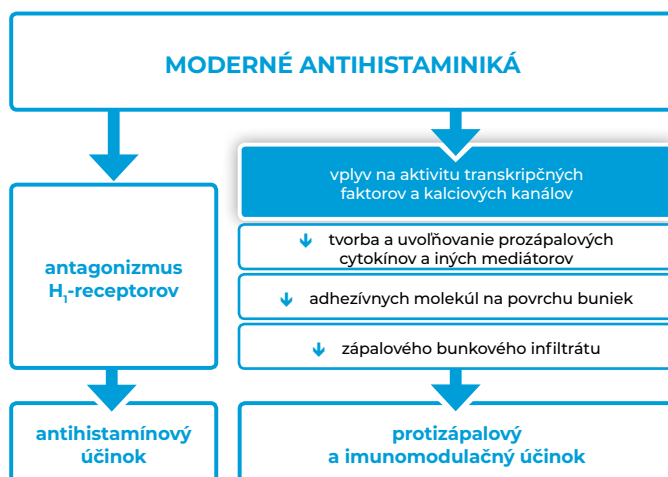 MODERNÉ ANTIHISTAMINIKÁ
antagonizmus
H₁-receptorov
antihistamínový
účinok
vplyv na aktivitu transkripčných
faktorov a kalciových kanálov
↓ tvorba a uvoľňovanie prozápalových
cytokínov a iných mediátorov
↓ adhezívnych molekúl na povrchu buniek
↓ zápalového bunkového infiltrátu
protizápalový
a imunomodulačný účinok